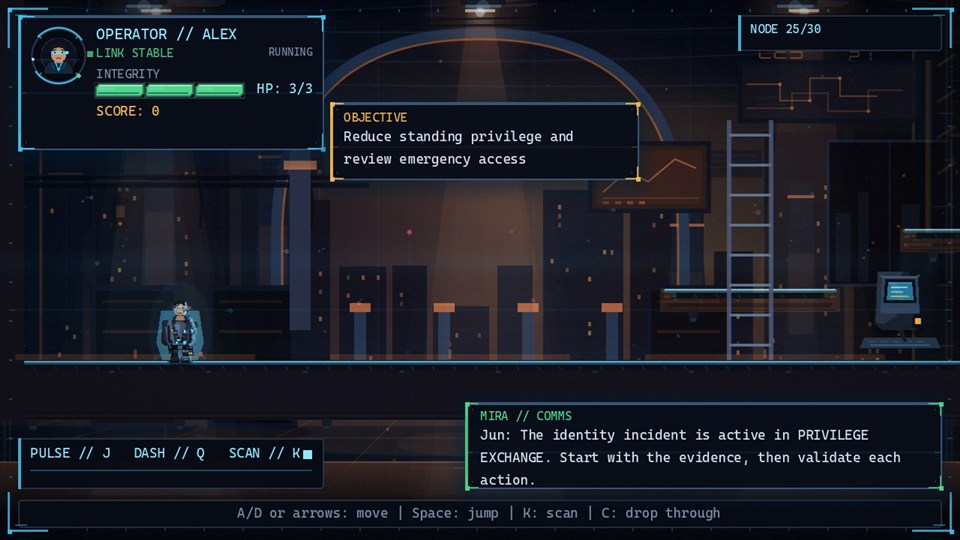 OPERATOR // ALEX
LINK STABLE
RUNNING
INTEGRITY
HP: 3/3
SCORE: 0
NODE 25/30
OBJECTIVE
Reduce standing privilege and
review emergency access
MIRA // COMMS
Jun: The identity incident is active in PRIVILEGE
EXCHANGE. Start with the evidence, then validate each
action.
PULSE // J DASH // Q SCAN // K
A/D or arrows: move | Space: jump | K: scan | C: drop through